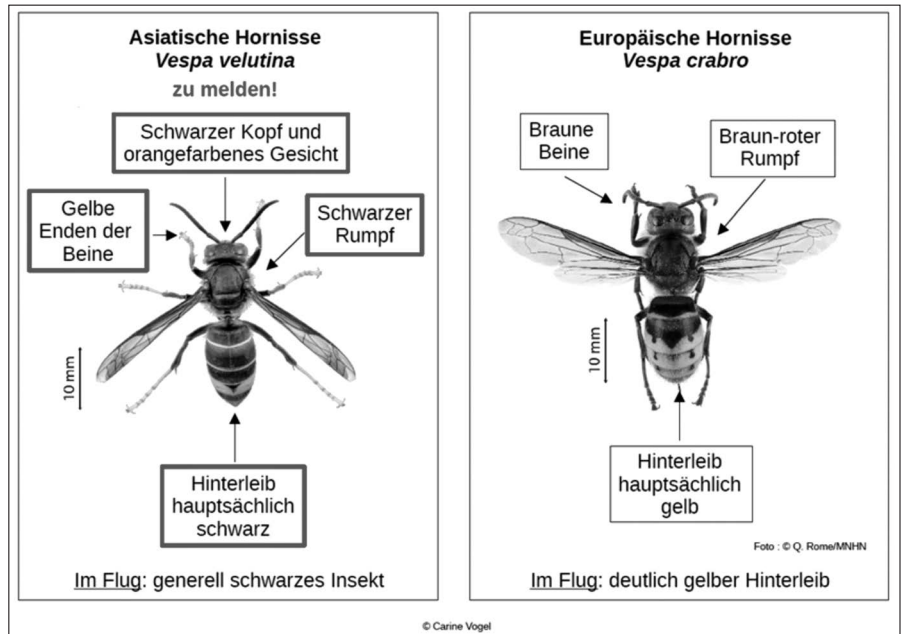 Asiatische Hornisse
Vespa velutina
zu melden!
Schwarzer Kopf und
orangefarbenes Gesicht
Gelbe
Enden der
Beine
Schwarzer
Rumpf
10 mm
Hinterleib
hauptsächlich
schwarz
Im Flug: generell schwarzes Insekt
Europäische Hornisse
Vespa crabro
Braune
Beine
Braun-roter
Rumpf
10 mm
Hinterleib
hauptsächlich
gelb
Foto : © Q. Rome/MNHN
Im Flug: deutlich gelber Hinterleib
© Carine Vogel